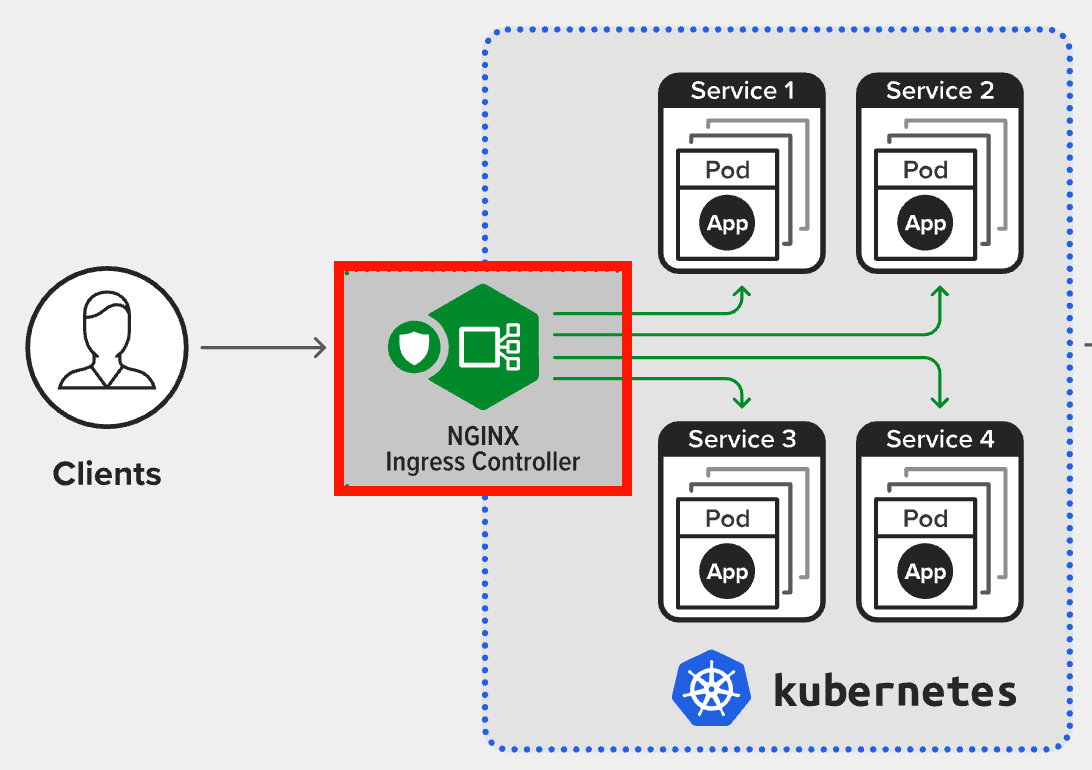 Service 1
Service 2
Pod
Pod
App
App
NGINX
Ingress Controller
Clients
Service 3
Service 4
Pod
Pod
App
App
kubernetes